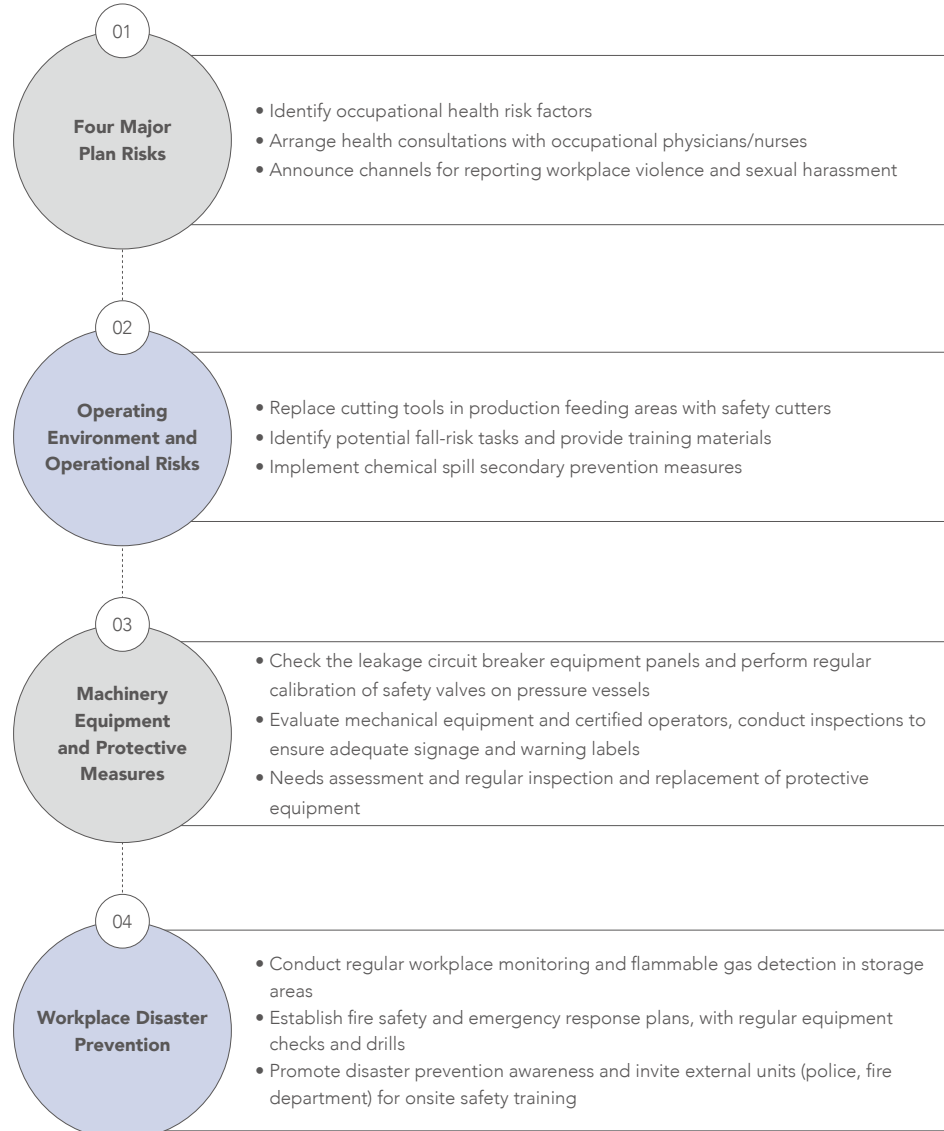 01
Four Major
Plan Risks
• Identify occupational health risk factors
• Arrange health consultations with occupational physicians/nurses
• Announce channels for reporting workplace violence and sexual harassment
02
Operating
Environment and
Operational Risks
• Replace cutting tools in production feeding areas with safety cutters
• Identify potential fall-risk tasks and provide training materials
• Implement chemical spill secondary prevention measures
03
Machinery
Equipment
and Protective
Measures
• Check the leakage circuit breaker equipment panels and perform regular
calibration of safety valves on pressure vessels
• Evaluate mechanical equipment and certified operators, conduct inspections to
ensure adequate signage and warning labels
• Needs assessment and regular inspection and replacement of protective
equipment
04
Workplace Disaster
Prevention
• Conduct regular workplace monitoring and flammable gas detection in storage
areas
• Establish fire safety and emergency response plans, with regular equipment
checks and drills
• Promote disaster prevention awareness and invite external units (police, fire
department) for onsite safety training